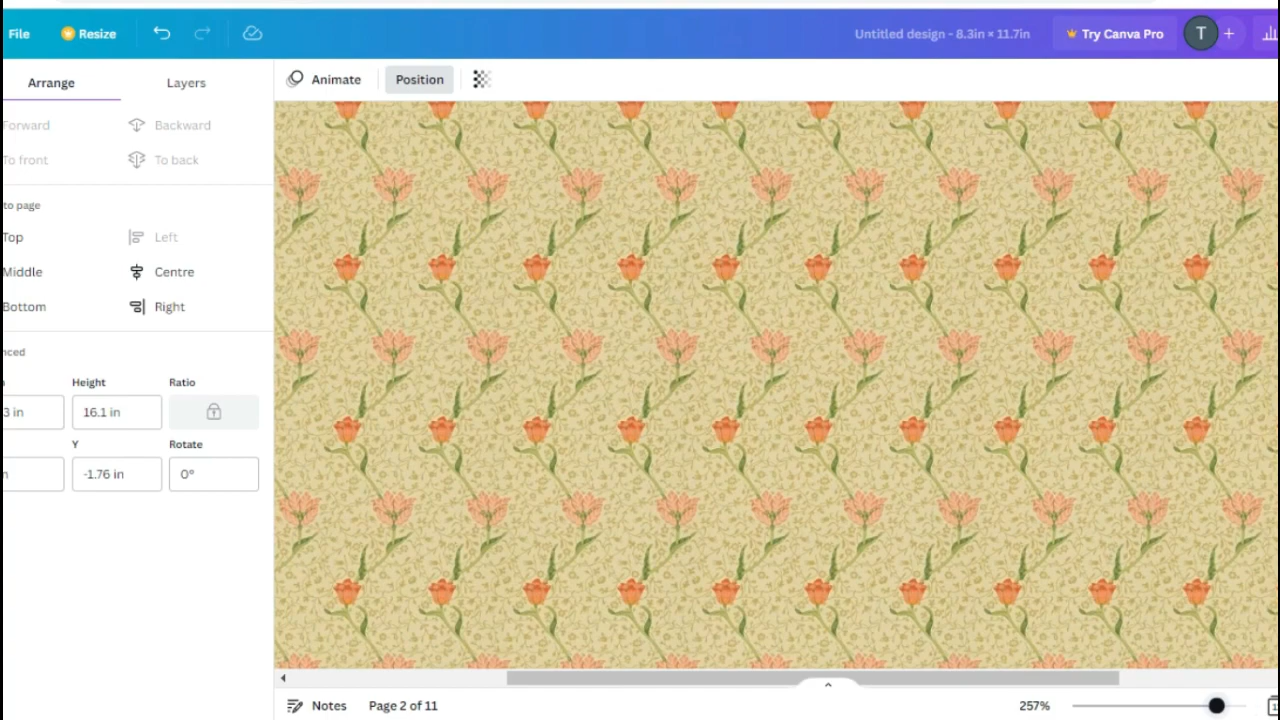 File Resize Untitled design - 8.3in × 11.7in Try Canva Pro T +
Arrange Layers Animate Position
Forward Backward
To front To back
to page
Top Left
Middle Centre
Bottom Right
Height Ratio
3 in 16.1 in
Y Rotate
-1.76 in 0°
Notes Page 2 of 11 257%